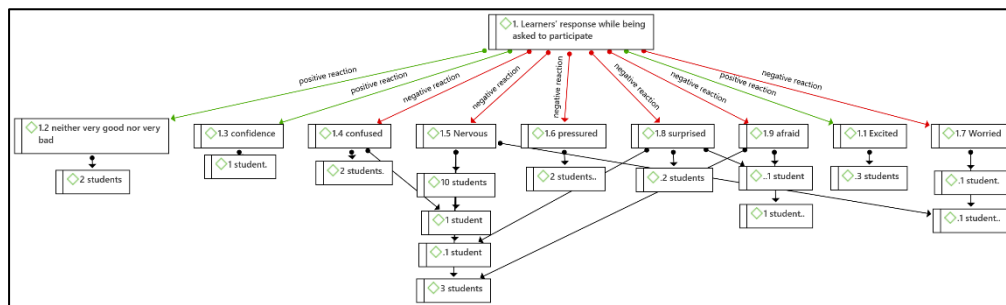 1. Learners' response while being
asked to participate
positive reaction
positive reaction
negative reaction
negative reaction
negative reaction
negative reaction
negative reaction
positive reaction
negative reaction
1.2 neither very good nor very
bad
1.3 confidence
1.4 confused
1.5 Nervous
1.6 pressured
1.8 surprised
1.9 afraid
1.1 Excited
1.7 Worried
2 students
1 student.
2 students.
10 students
2 students..
.2 students
..1 student
.3 students
.1 student.
1 student
1 student..
.1 student..
.1 student
3 students